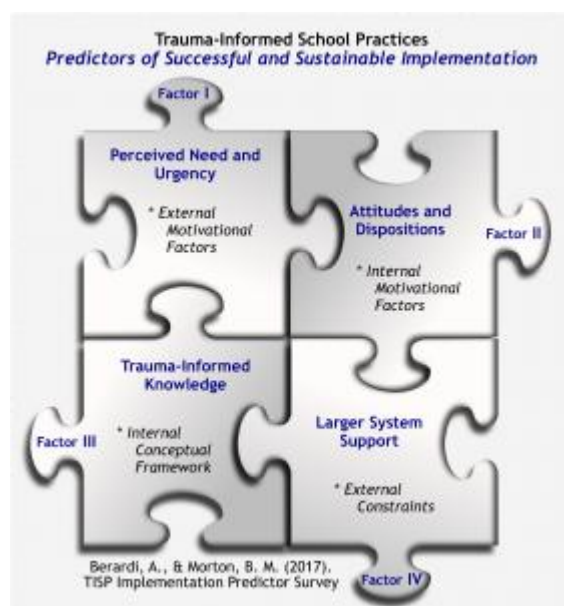 Trauma-Informed School Practices
Predictors of Successful and Sustainable Implementation
Factor I
Perceived Need and
Urgency
* External
Motivational
Factors
Attitudes and
Dispositions
* Internal
Motivational
Factors
Factor II
Trauma-Informed
Knowledge
* Internal
Conceptual
Framework
Factor III
Larger System
Support
* External
Constraints
Factor IV
Berardi, A., & Morton, B. M. (2017).
TISP Implementation Predictor Survey